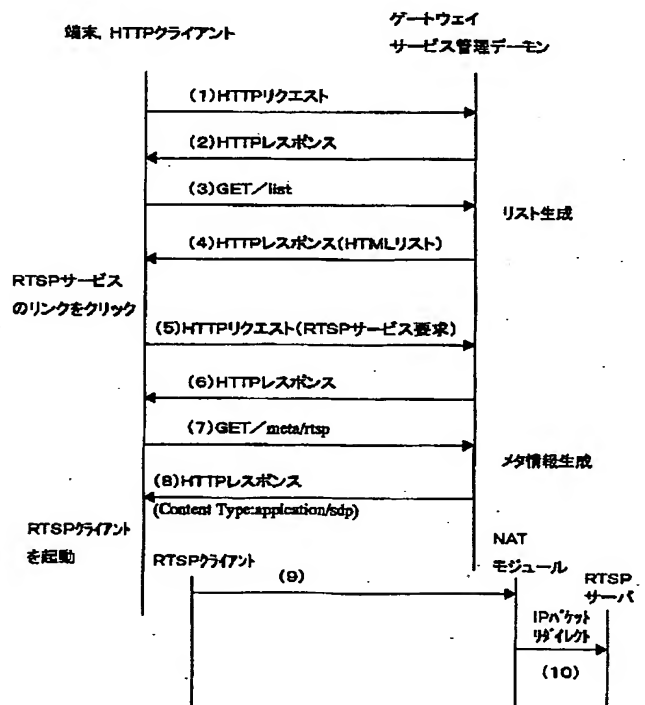 端末, HTTPクライアント
ゲートウェイ
サービス管理デーモン
(1)HTTPリクエスト
(2)HTTPレスポンス
(3)GET/list
リスト生成
(4)HTTPレスポンス(HTMLリスト)
RTSPサービス
のリンクをクリック
(5)HTTPリクエスト(RTSPサービス要求)
(6)HTTPレスポンス
(7)GET/meta/rtsp
メタ情報生成
(8)HTTPレスポンス
(Content Type:application/sdp)
RTSPクライアント
を起動
RTSPクライアント
NAT
モジュール
(9)
RTSP
サーバ
IPパケット
リダイレクト
(10)